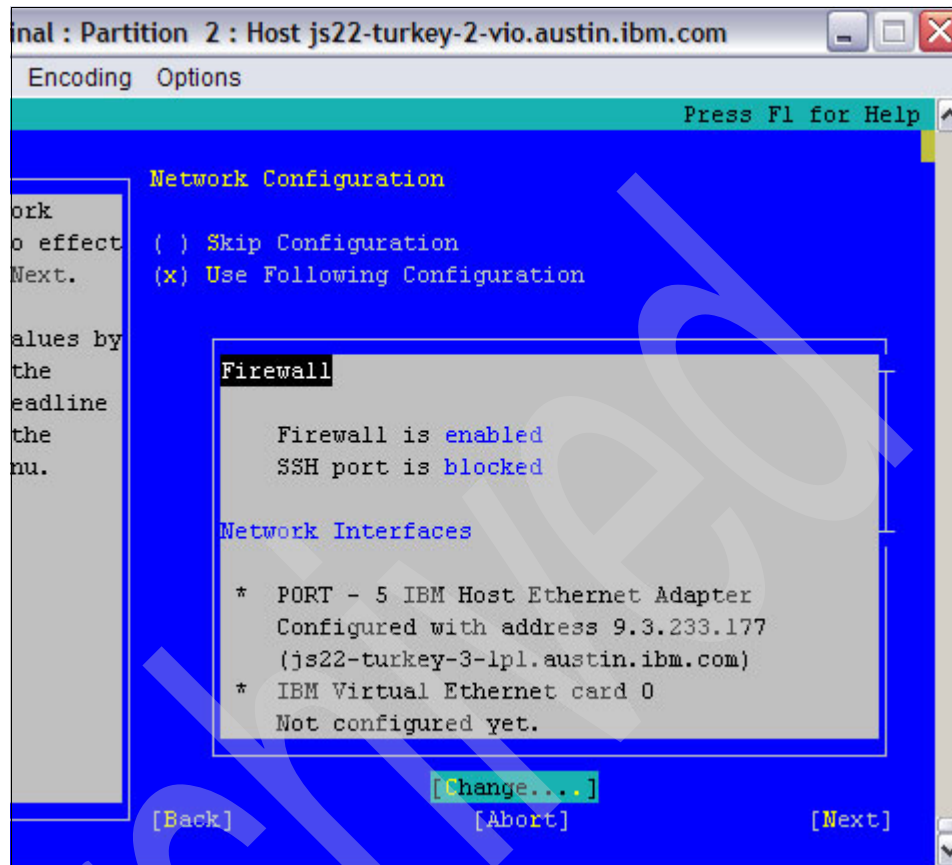 inal : Partition 2 : Host js22-turkey-2-vio.austin.ibm.com
Encoding Options
Press F1 for Help
ork
o effect
Next.
alues by
the
eadline
the
nu.
Network Configuration
( ) Skip Configuration
(x) Use Following Configuration
Firewall
Firewall is enabled
SSH port is blocked
Network Interfaces
* PORT - 5 IBM Host Ethernet Adapter
Configured with address 9.3.233.177
(js22-turkey-3-lp1.austin.ibm.com)
* IBM Virtual Ethernet card 0
Not configured yet.
[Change....]
[Back] [Abort] [Next]